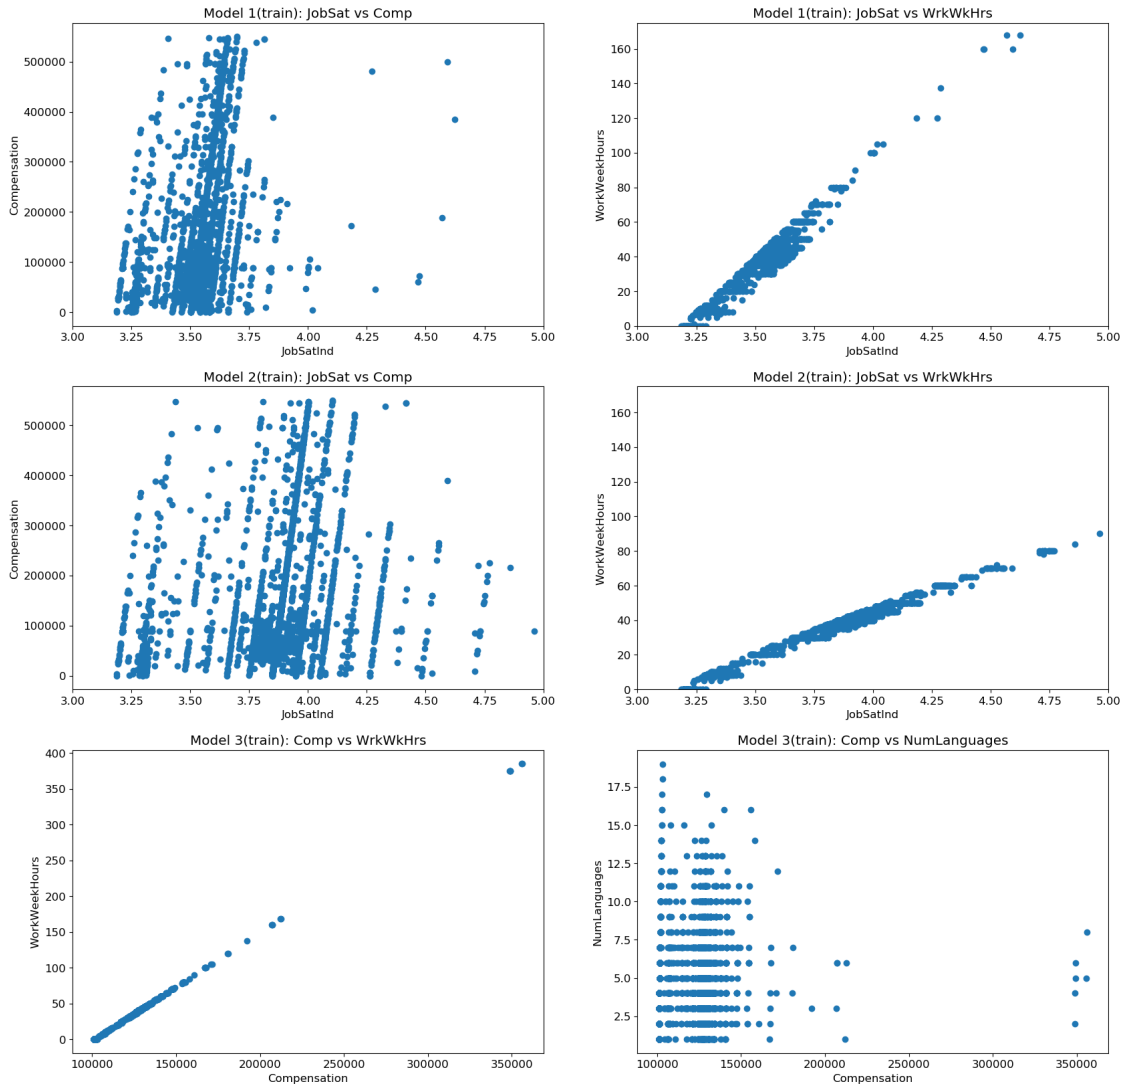 Model 1(train): JobSat vs Comp
Compensation
500000
400000
300000
200000
100000
0
3.00 3.25 3.50 3.75 4.00 4.25 4.50 4.75 5.00
JobSatInd
Model 1(train): JobSat vs WrkWkHrs
WorkWeekHours
160
140
120
100
80
60
40
20
0
3.00 3.25 3.50 3.75 4.00 4.25 4.50 4.75 5.00
JobSatInd
Model 2(train): JobSat vs Comp
Compensation
500000
400000
300000
200000
100000
0
3.00 3.25 3.50 3.75 4.00 4.25 4.50 4.75 5.00
JobSatInd
Model 2(train): JobSat vs WrkWkHrs
WorkWeekHours
160
140
120
100
80
60
40
20
0
3.00 3.25 3.50 3.75 4.00 4.25 4.50 4.75 5.00
JobSatInd
Model 3(train): Comp vs WrkWkHrs
WorkWeekHours
400
350
300
250
200
150
100
50
0
100000 150000 200000 250000 300000 350000
Compensation
Model 3(train): Comp vs NumLanguages
NumLanguages
17.5
15.0
12.5
10.0
7.5
5.0
2.5
100000 150000 200000 250000 300000 350000
Compensation